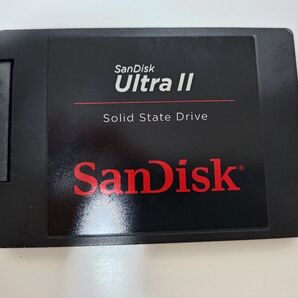 SanDisk
Ultra II
Solid State Drive
SanDisk®